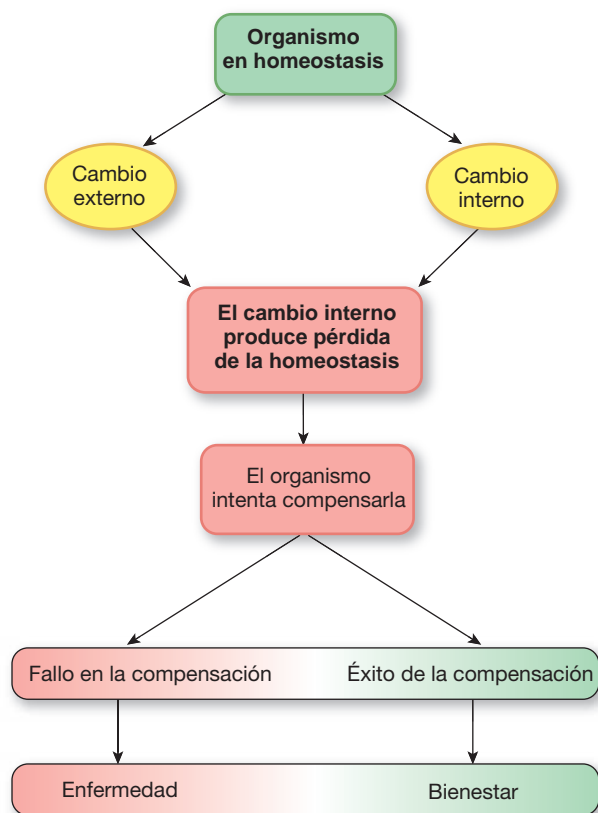 Organismo
en homeostasis
Cambio
externo
Cambio
interno
El cambio interno
produce pérdida
de la homeostasis
El organismo
intenta compensarla
Fallo en la compensación
Éxito de la compensación
Enfermedad
Bienestar